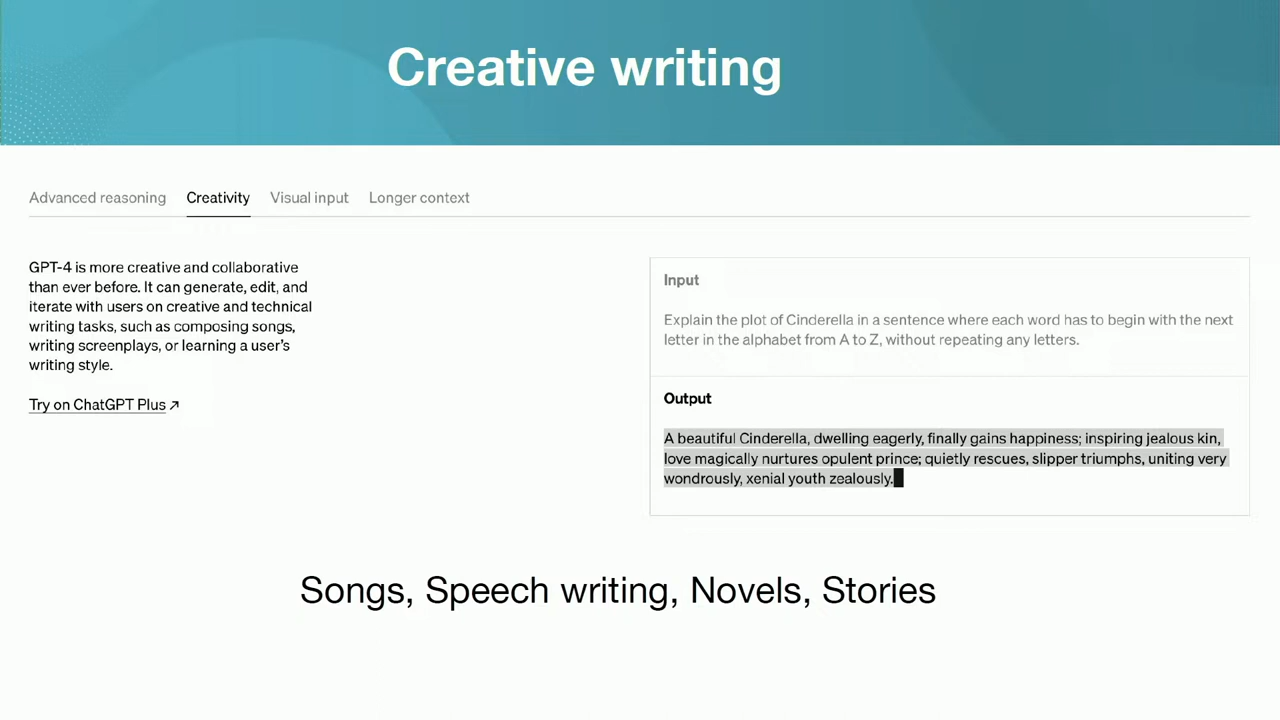 Creative writing
Advanced reasoning Creativity Visual input Longer context
GPT-4 is more creative and collaborative
than ever before. It can generate, edit, and
iterate with users on creative and technical
writing tasks, such as composing songs,
writing screenplays, or learning a user's
writing style.
Try on ChatGPT Plus ↗
Input
Explain the plot of Cinderella in a sentence where each word has to begin with the next
letter in the alphabet from A to Z, without repeating any letters.
Output
A beautiful Cinderella, dwelling eagerly, finally gains happiness; inspiring jealous kin,
love magically nurtures opulent prince; quietly rescues, slipper triumphs, uniting very
wondrously, xenial youth zealously.
Songs, Speech writing, Novels, Stories